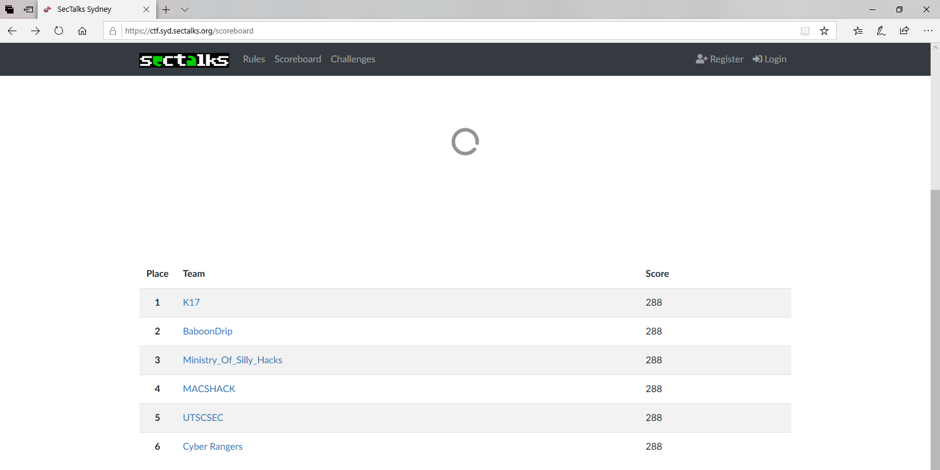 SecTalks Sydney
https://ctf.syd.sectalks.org/scoreboard
sectalks Rules Scoreboard Challenges Register Login
Place Team Score
1 K17 288
2 BaboonDrip 288
3 Ministry_Of_Silly_Hacks 288
4 MACSHACK 288
5 UTSCSEC 288
6 Cyber Rangers 288